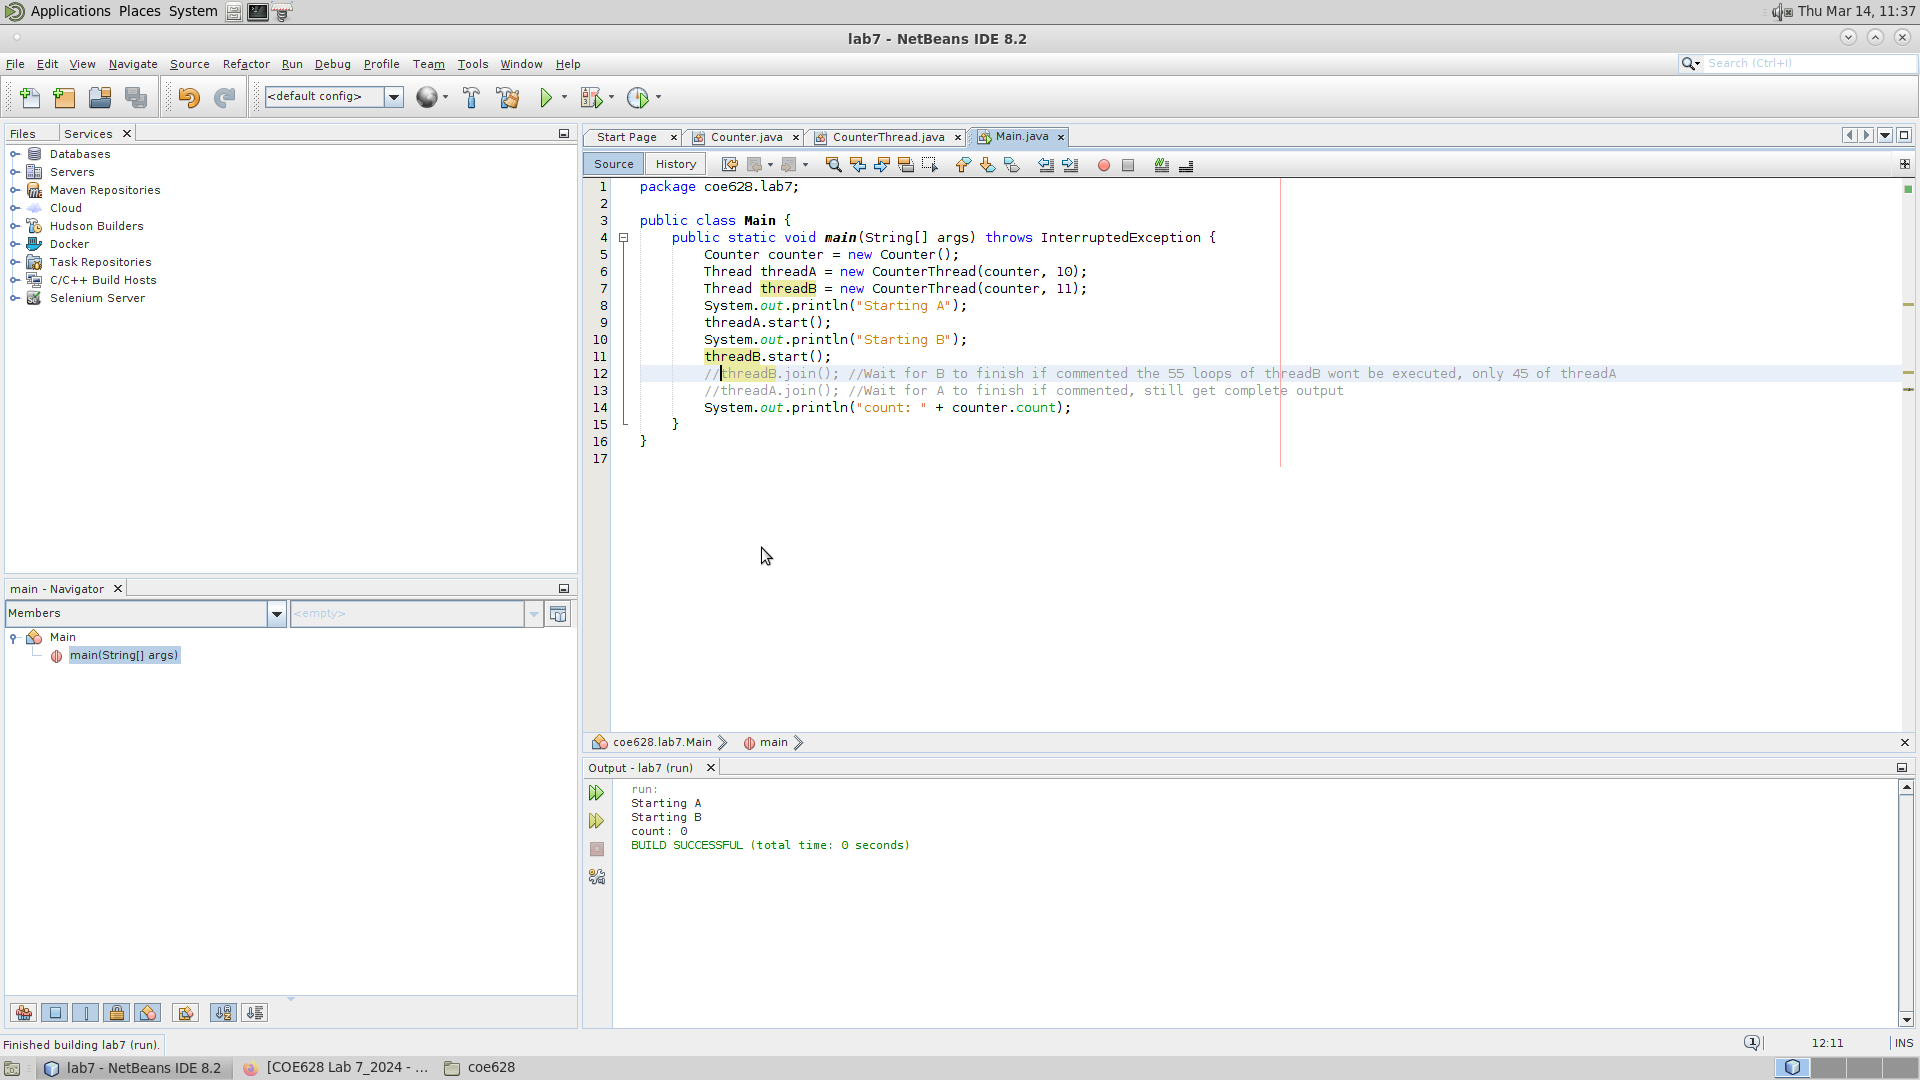 Applications Places System
Thu Mar 14, 11:37
lab7 - NetBeans IDE 8.2
File Edit View Navigate Source Refactor Run Debug Profile Team Tools Window Help
Search (Ctrl+I)
<default config>
Files Services
Databases
Servers
Maven Repositories
Cloud
Hudson Builders
Docker
Task Repositories
C/C++ Build Hosts
Selenium Server
main - Navigator
Members
<empty>
Main
main(String[] args)
Start Page Counter.java CounterThread.java Main.java
Source History
1 package coe628.lab7;
2
3 public class Main {
4 public static void main(String[] args) throws InterruptedException {
5 Counter counter = new Counter();
6 Thread threadA = new CounterThread(counter, 10);
7 Thread threadB = new CounterThread(counter, 11);
8 System.out.println("Starting A");
9 threadA.start();
10 System.out.println("Starting B");
11 threadB.start();
12 //threadB.join(); //Wait for B to finish if commented the 55 loops of threadB wont be executed, only 45 of threadA
13 //threadA.join(); //Wait for A to finish if commented, still get complete output
14 System.out.println("count: " + counter.count);
15 }
16 }
17
coe628.lab7.Main main
Output - lab7 (run)
run:
Starting A
Starting B
count: 0
BUILD SUCCESSFUL (total time: 0 seconds)
Finished building lab7 (run).
1
12:11
INS
lab7 - NetBeans IDE 8.2
[COE628 Lab 7_2024 - ...
coe628